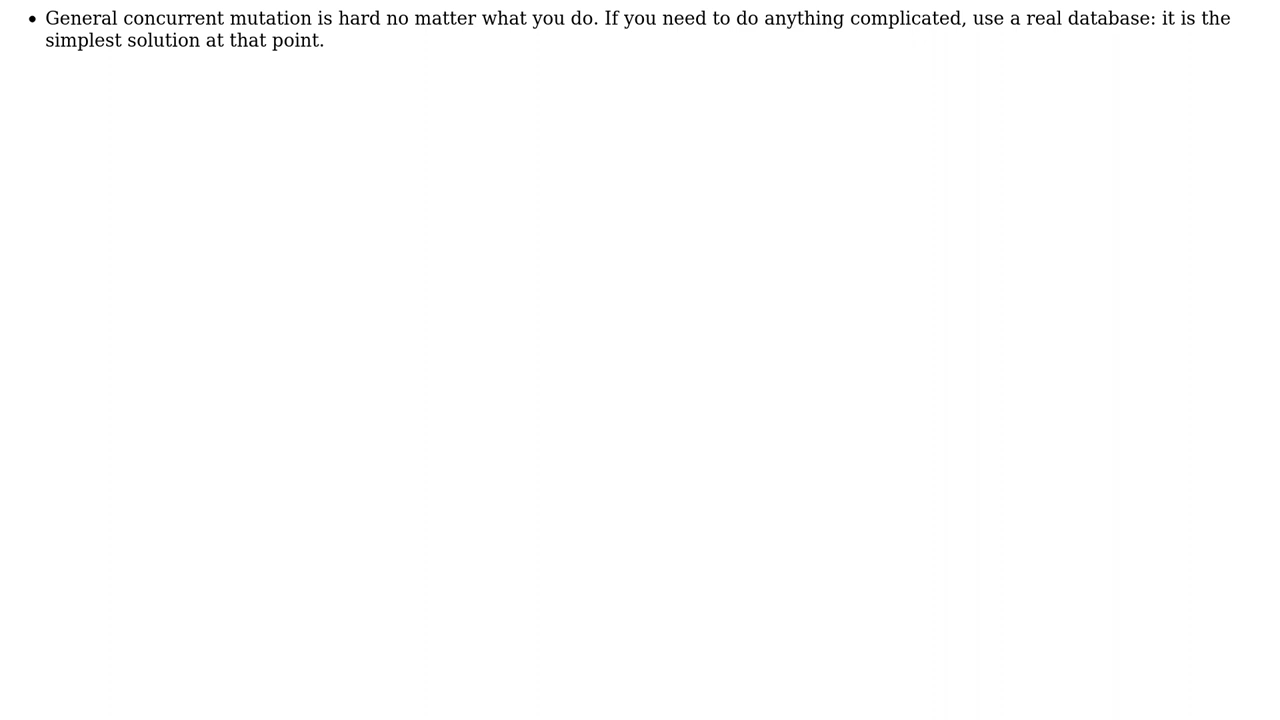 • General concurrent mutation is hard no matter what you do. If you need to do anything complicated, use a real database: it is the
simplest solution at that point.